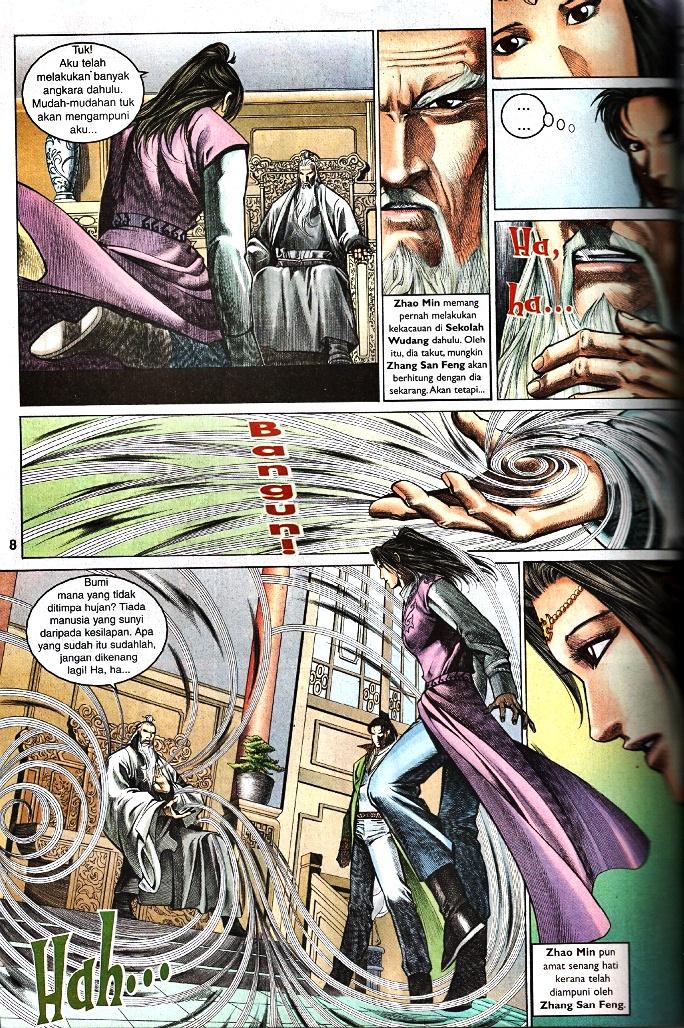 Tuk!
Aku telah
melakukan banyak
angkara dahulu.
Mudah-mudahan tuk
akan mengampuni
aku...
Zhao Min memang
pernah melakukan
kekacauan di Sekolah
Wudang dahulu. Oleh
itu, dia takut, mungkin
Zhang San Feng akan
berhitung dengan dia
sekarang. Akan tetapi...
...
...
Ha,
ha...
Bangun!
8
Bumi
mana yang tidak
ditimpa hujan? Tiada
manusia yang sunyi
daripada kesilapan. Apa
yang sudah itu sudahlah,
jangan dikenang
lagi! Ha, ha...
Hah...
Zhao Min pun
amat senang hati
kerana telah
diampuni oleh
Zhang San Feng.